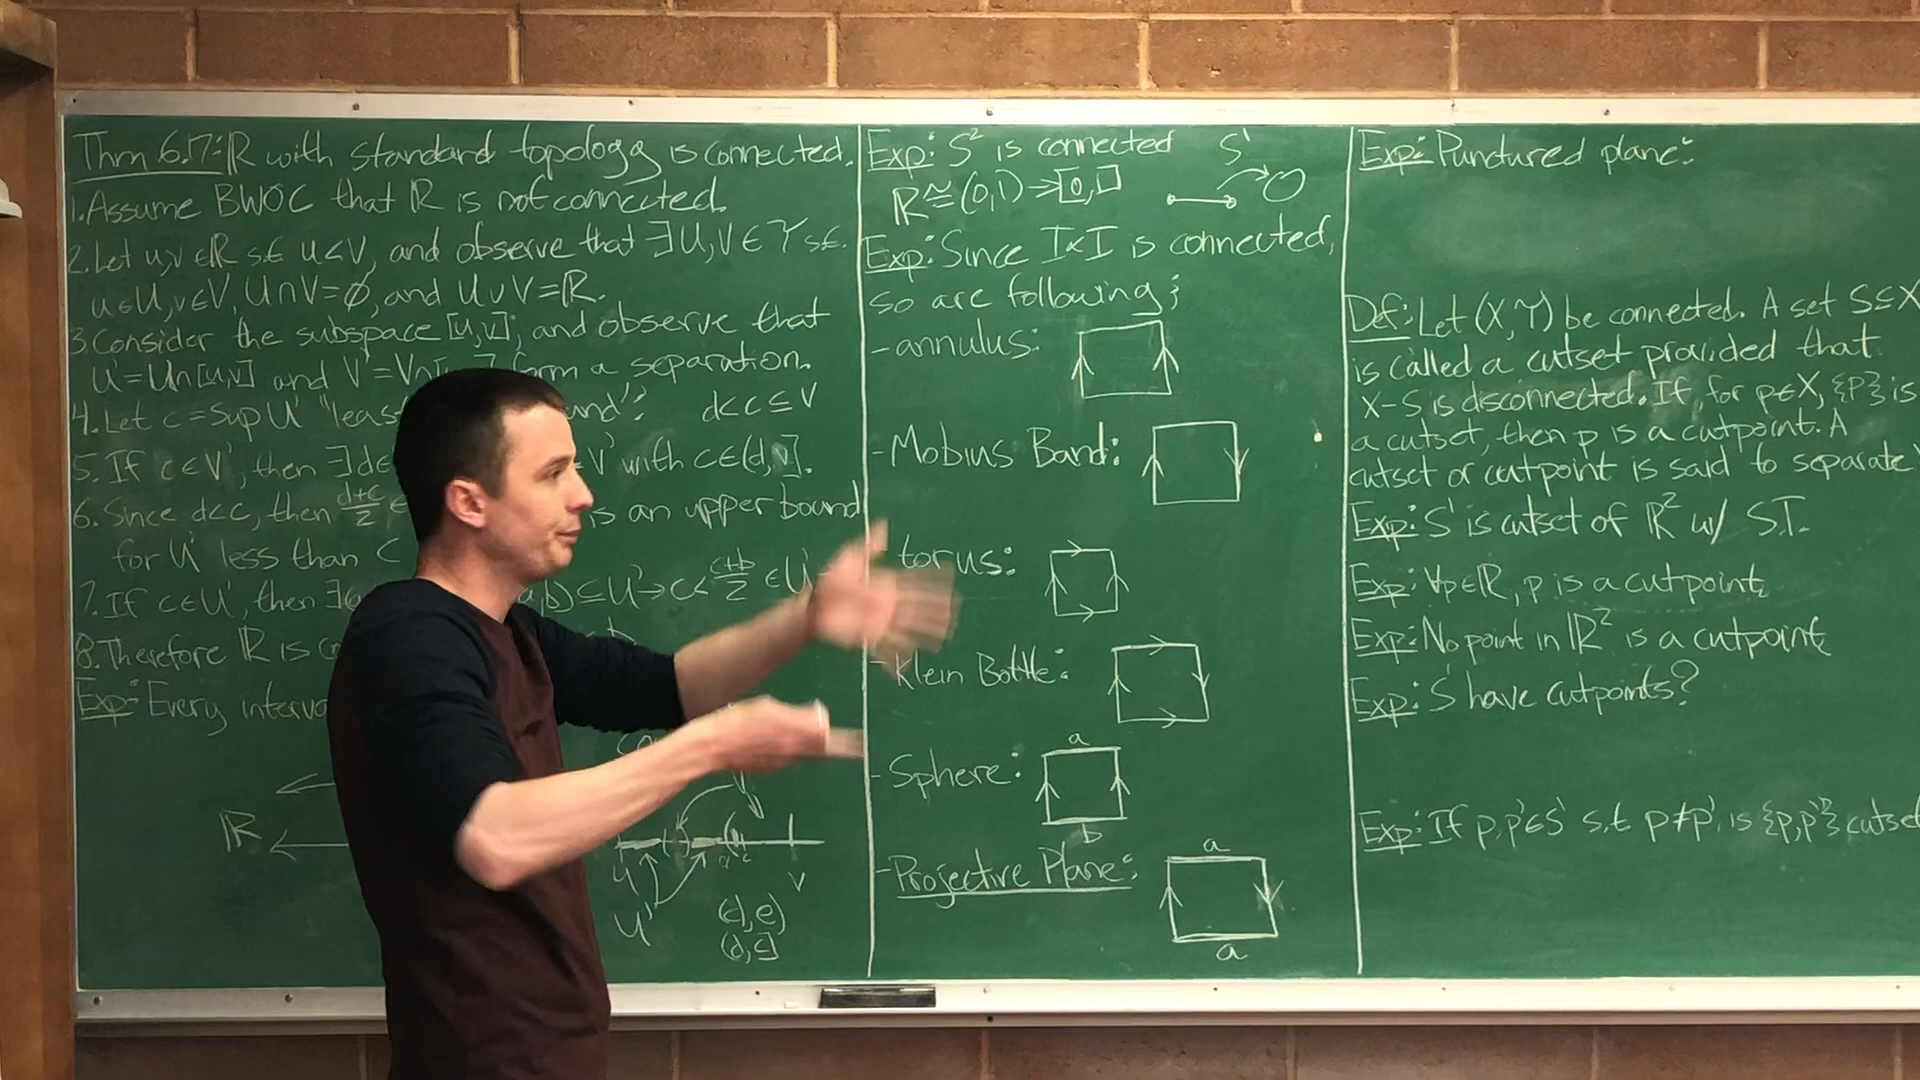 Thm 6.7: ℝ with standard topology is connected.
1. Assume BWOC that ℝ is not connected.
2. Let u,v ∈ ℝ s.t. u<v, and observe that ∃U,V ∈ 𝒯 s.t.
u∈U, v∈V, U∩V=∅, and U∪V=ℝ.
3. Consider the subspace [u,v], and observe that
U'=U∩[u,v] and V'=V∩ form a separation.
4. Let c = Sup U' "leas und": d<c≤v
5. If c∈V', then ∃d∈ V' with c∈(d,v].
6. Since d<c, then d+c/2 ∈ is an upper bound
for U' less than c
7. If c∈U', then ∃ ,b)⊆U'→c< c+b/2 ∈U'
8. Therefore ℝ is co
Exp: Every interva
ℝ
U'
V
(d,e)
(d,c]
Exp: S² is connected
S¹
ℝ≅(0,1)→[0,1]
Exp: Since I×I is connected,
so are following;
-annulus:
-Mobius Band:
torus:
-Klein Bottle:
-Sphere:
a
b
-Projective Plane:
a
a
Exp: Punctured plane:
Def: Let (X,𝒯) be connected. A set S⊆X
is called a cutset provided that
X-S is disconnected. If, for p∈X, {p} is
a cutset, then p is a cutpoint. A
cutset or cutpoint is said to separate
Exp: S¹ is cutset of ℝ² w/ S.T.
Exp: ∀p∈ℝ, p is a cutpoint
Exp: No point in ℝ² is a cutpoint
Exp: S¹ have cutpoints?
Exp: If p,p'∈S¹ s.t. p≠p', is {p,p'} cutset